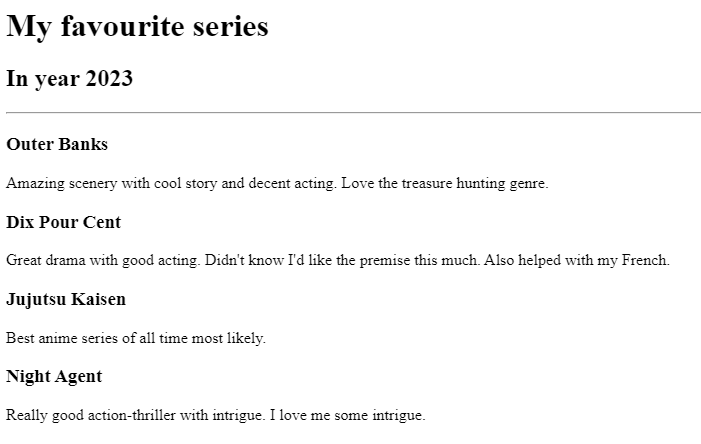 My favourite series
In year 2023
Outer Banks
Amazing scenery with cool story and decent acting. Love the treasure hunting genre.
Dix Pour Cent
Great drama with good acting. Didn't know I'd like the premise this much. Also helped with my French.
Jujutsu Kaisen
Best anime series of all time most likely.
Night Agent
Really good action-thriller with intrigue. I love me some intrigue.